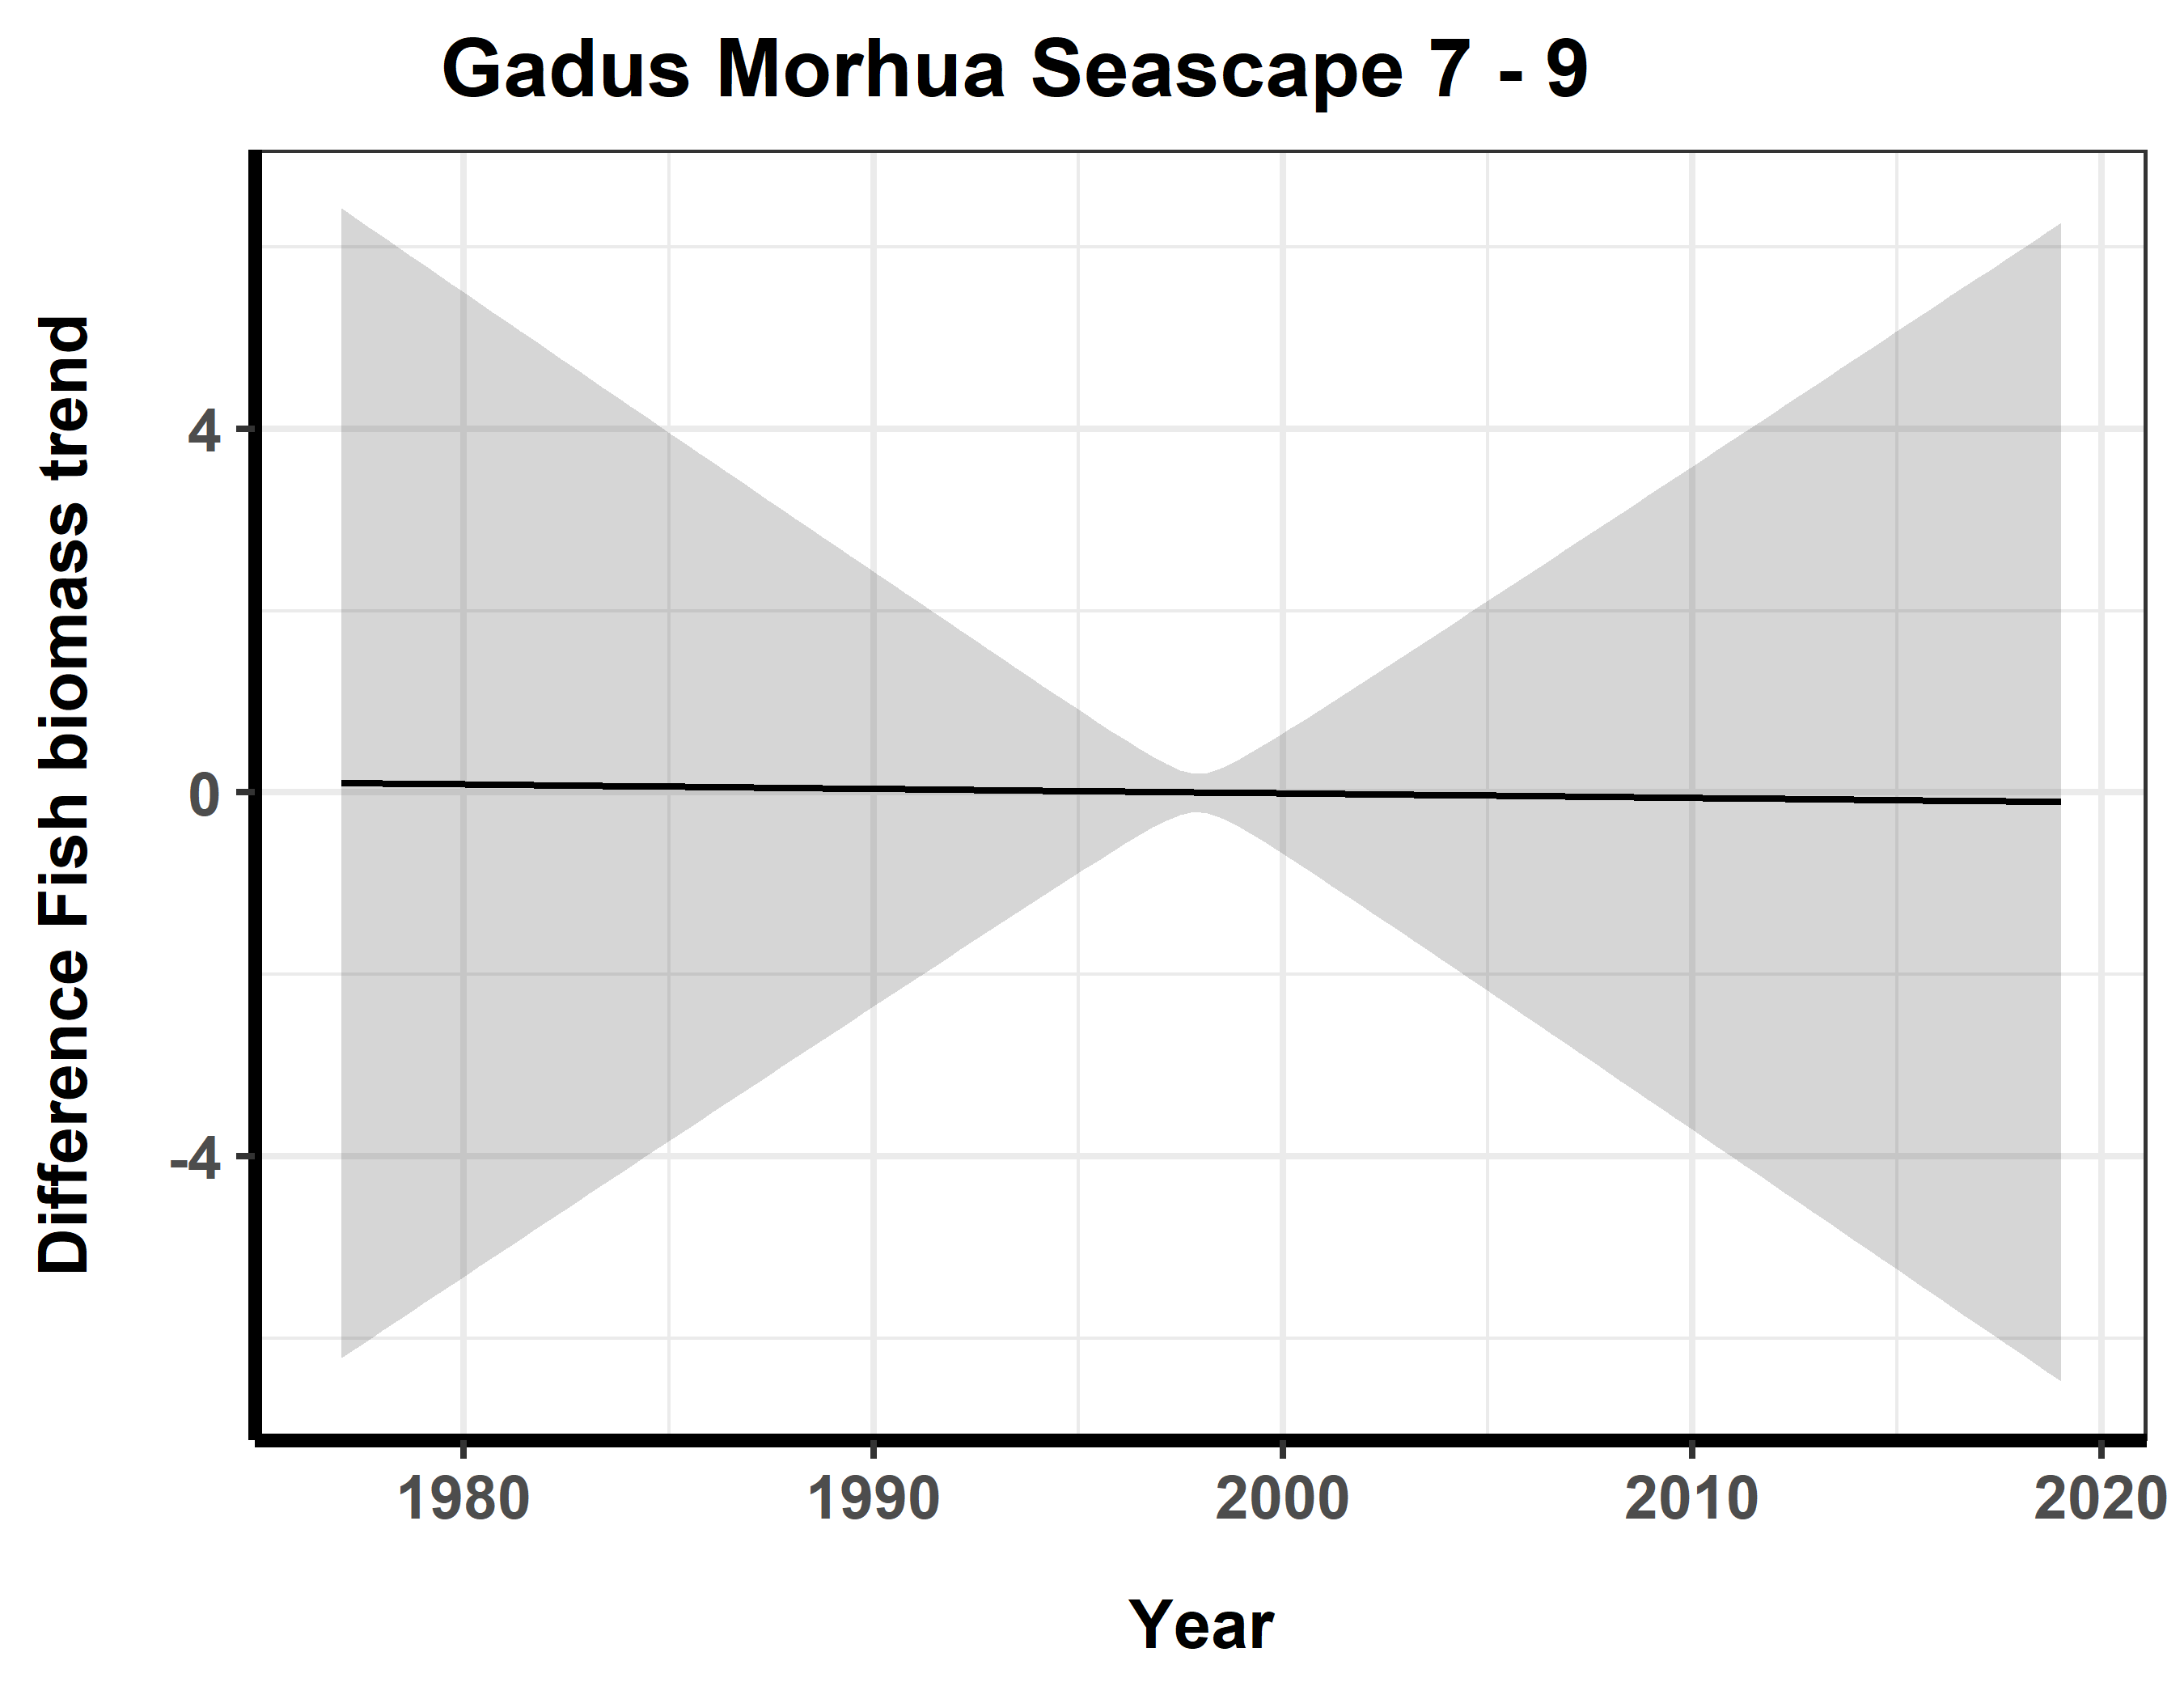 Gadus Morhua Seascape 7 - 9
Difference Fish biomass trend
4
0
-4
1980 1990 2000 2010 2020
Year